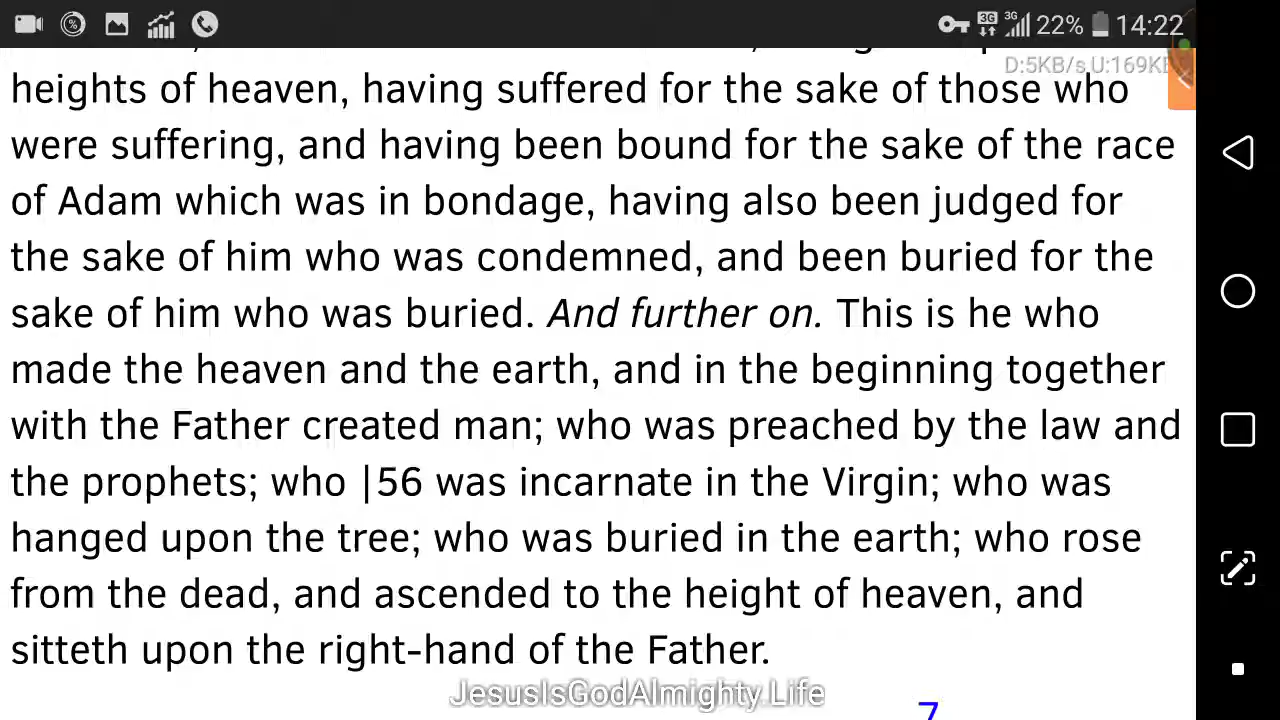 22% 14:22
3G 3G
D:5KB/s U:169KB
heights of heaven, having suffered for the sake of those who
were suffering, and having been bound for the sake of the race
of Adam which was in bondage, having also been judged for
the sake of him who was condemned, and been buried for the
sake of him who was buried. And further on. This is he who
made the heaven and the earth, and in the beginning together
with the Father created man; who was preached by the law and
the prophets; who |56 was incarnate in the Virgin; who was
hanged upon the tree; who was buried in the earth; who rose
from the dead, and ascended to the height of heaven, and
sitteth upon the right-hand of the Father.
JesusIsGodAlmighty.Life
7